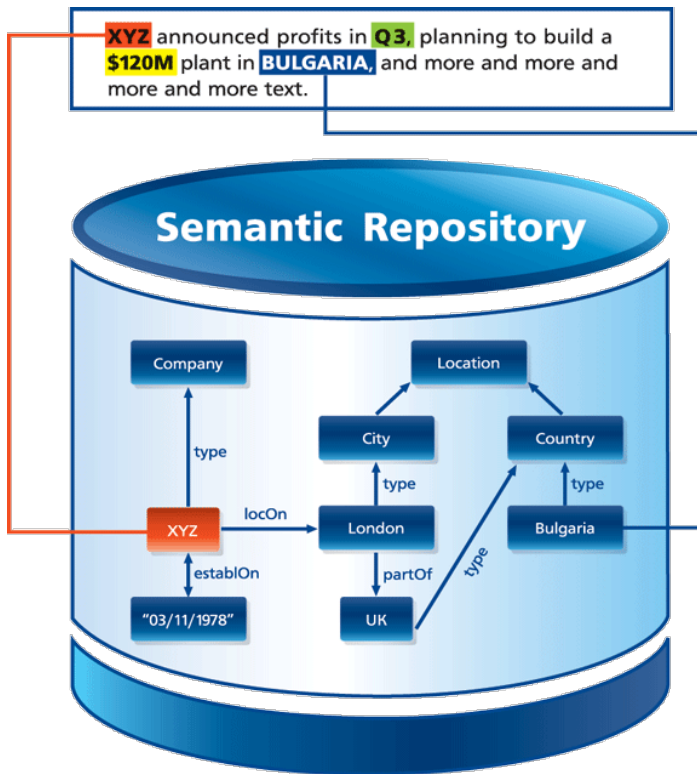 XYZ announced profits in Q3, planning to build a
$120M plant in BULGARIA, and more and more and
more and more text.
Semantic Repository
Company
Location
City
Country
type
type
type
XYZ
locOn
London
Bulgaria
establOn
partOf
type
"03/11/1978"
UK